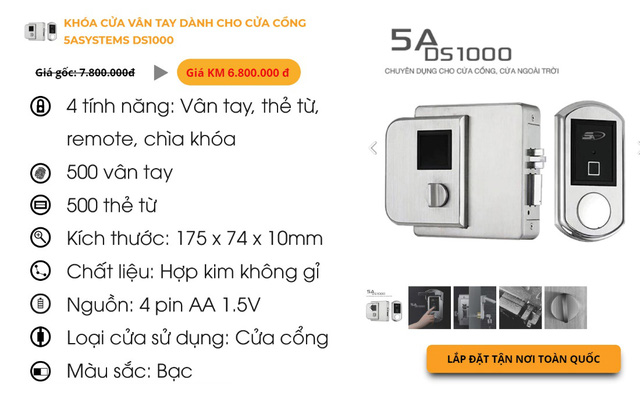 KHÓA CỬA VÂN TAY DÀNH CHO CỬA CỔNG
5ASYSTEMS DS1000
Giá gốc: 7.800.000đ
Giá KM 6.800.000 đ
4 tính năng: Vân tay, thẻ từ,
remote, chìa khóa
500 vân tay
500 thẻ từ
Kích thước: 175 x 74 x 10mm
Chất liệu: Hợp kim không gỉ
Nguồn: 4 pin AA 1.5V
Loại cửa sử dụng: Cửa cổng
Màu sắc: Bạc
5A
DS1000
CHUYÊN DỤNG CHO CỬA CỔNG, CỬA NGOÀI TRỜI
5A
DS1000
LẮP ĐẶT TẬN NƠI TOÀN QUỐC